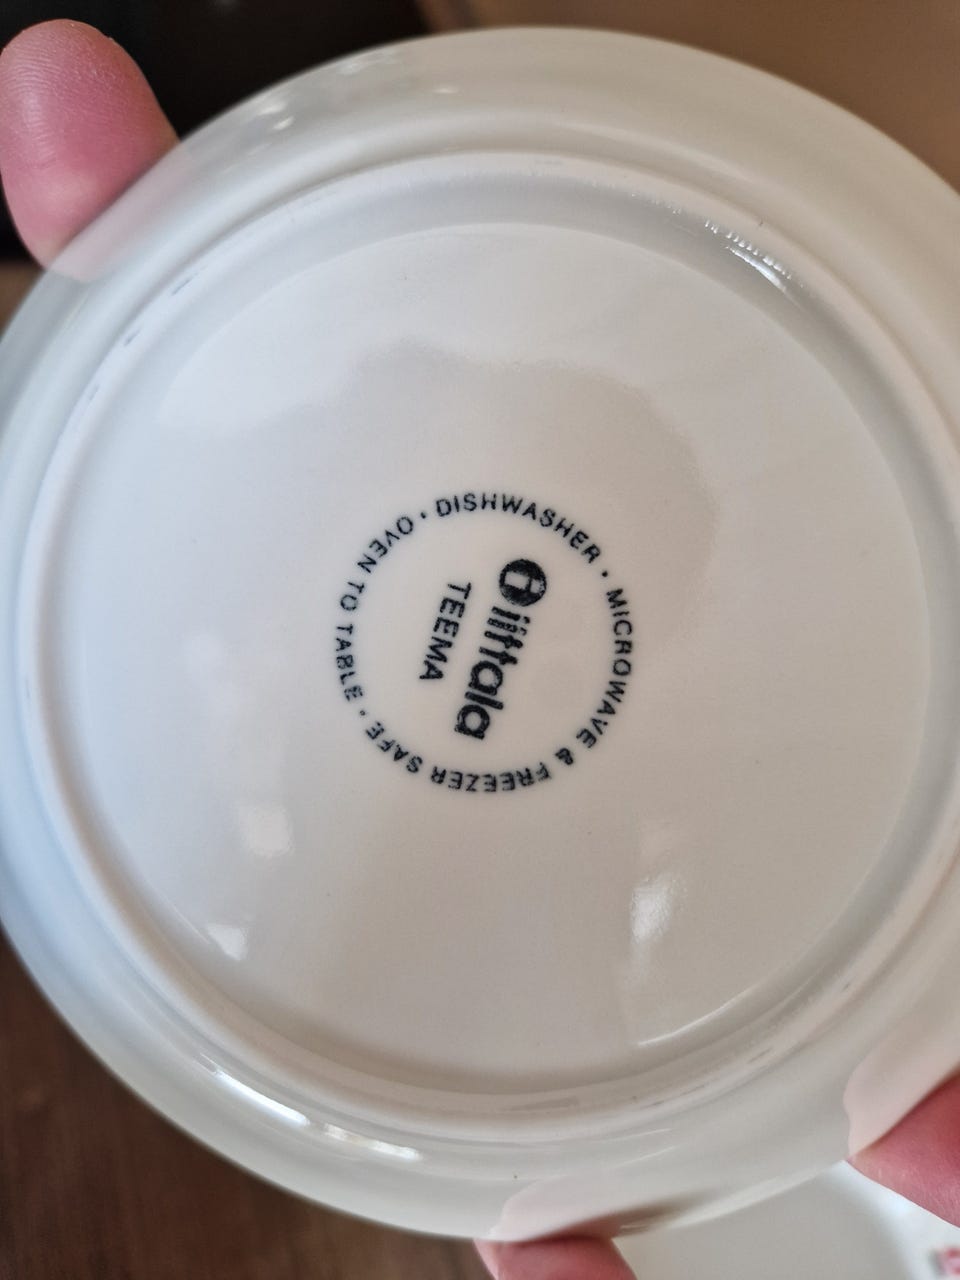 iittala
TEEMA
DISHWASHER · MICROWAVE & FREEZER SAFE · OVEN TO TABLE ·